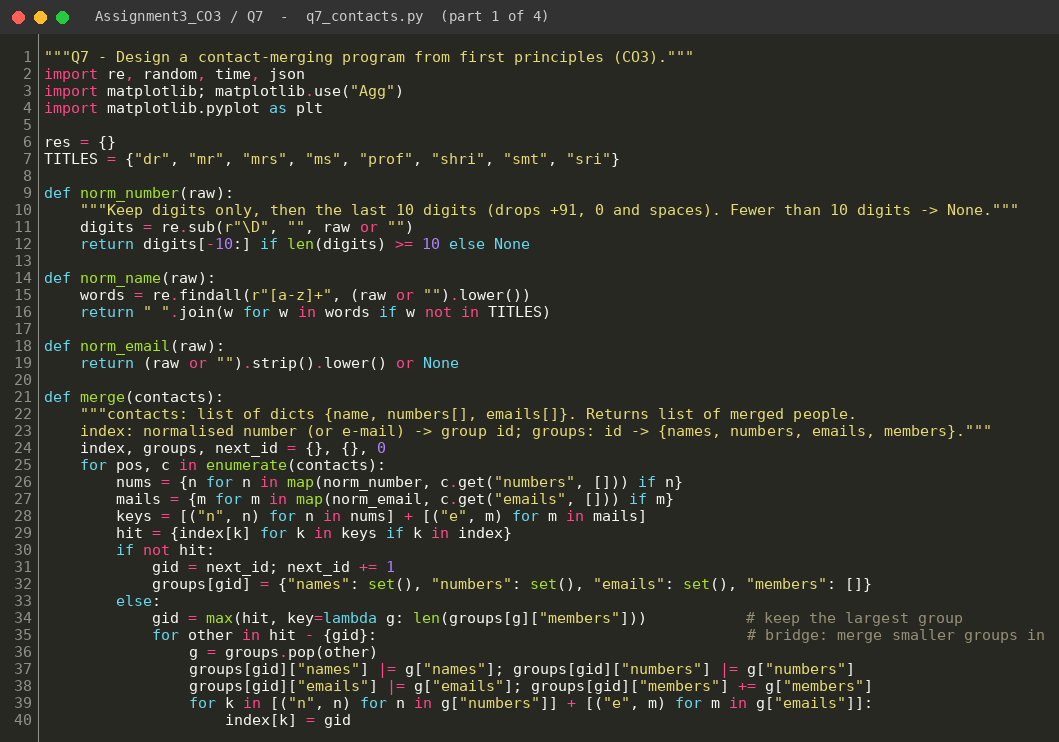 Assignment3_CO3 / Q7  -  q7_contacts.py  (part 1 of 4)
1 """Q7 - Design a contact-merging program from first principles (CO3)."""
2 import re, random, time, json
3 import matplotlib; matplotlib.use("Agg")
4 import matplotlib.pyplot as plt
5
6 res = {}
7 TITLES = {"dr", "mr", "mrs", "ms", "prof", "shri", "smt", "sri"}
8
9 def norm_number(raw):
10     """Keep digits only, then the last 10 digits (drops +91, 0 and spaces). Fewer than 10 digits -> None."""
11     digits = re.sub(r"\D", "", raw or "")
12     return digits[-10:] if len(digits) >= 10 else None
13
14 def norm_name(raw):
15     words = re.findall(r"[a-z]+", (raw or "").lower())
16     return " ".join(w for w in words if w not in TITLES)
17
18 def norm_email(raw):
19     return (raw or "").strip().lower() or None
20
21 def merge(contacts):
22     """contacts: list of dicts {name, numbers[], emails[]}. Returns list of merged people.
23     index: normalised number (or e-mail) -> group id; groups: id -> {names, numbers, emails, members}."""
24     index, groups, next_id = {}, {}, 0
25     for pos, c in enumerate(contacts):
26         nums = {n for n in map(norm_number, c.get("numbers", [])) if n}
27         mails = {m for m in map(norm_email, c.get("emails", [])) if m}
28         keys = [("n", n) for n in nums] + [("e", m) for m in mails]
29         hit = {index[k] for k in keys if k in index}
30         if not hit:
31             gid = next_id; next_id += 1
32             groups[gid] = {"names": set(), "numbers": set(), "emails": set(), "members": []}
33         else:
34             gid = max(hit, key=lambda g: len(groups[g]["members"]))           # keep the largest group
35             for other in hit - {gid}:                                         # bridge: merge smaller groups in
36                 g = groups.pop(other)
37                 groups[gid]["names"] |= g["names"]; groups[gid]["numbers"] |= g["numbers"]
38                 groups[gid]["emails"] |= g["emails"]; groups[gid]["members"] += g["members"]
39                 for k in [("n", n) for n in g["numbers"]] + [("e", m) for m in g["emails"]]:
40                     index[k] = gid